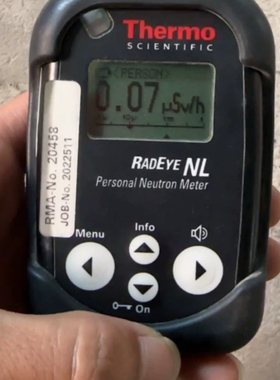 Thermo
SCIENTIFIC
<PERSON>
0.07 µSv/h
RADEYE NL
Personal Neutron Meter
RMA-No. 20458
JOB-No. 2022511
Menu
Info
On